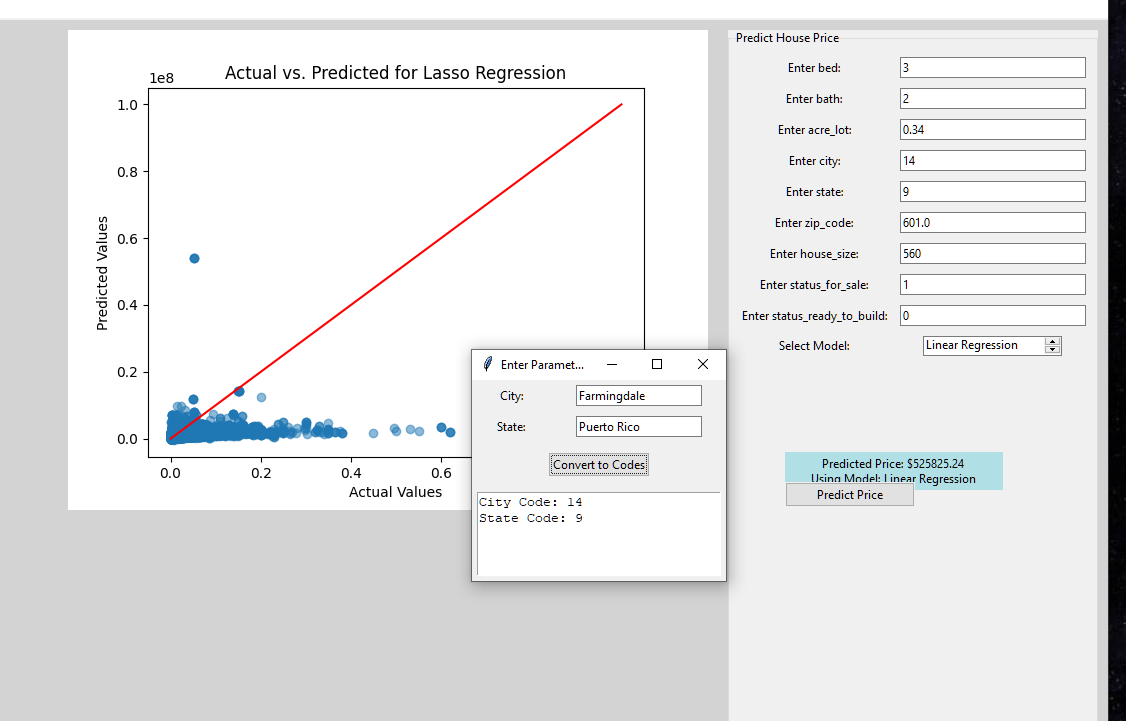 Actual vs. Predicted for Lasso Regression
1e8
1.0
0.8
0.6
0.4
0.2
0.0
Predicted Values
0.0
0.2
0.4
0.6
Actual Values
Predict House Price
Enter bed: 3
Enter bath: 2
Enter acre_lot: 0.34
Enter city: 14
Enter state: 9
Enter zip_code: 601.0
Enter house_size: 560
Enter status_for_sale: 1
Enter status_ready_to_build: 0
Select Model: Linear Regression
Predicted Price: $525825.24
Using Model: Linear Regression
Predict Price
Enter Paramet...
City: Farmingdale
State: Puerto Rico
Convert to Codes
City Code: 14
State Code: 9